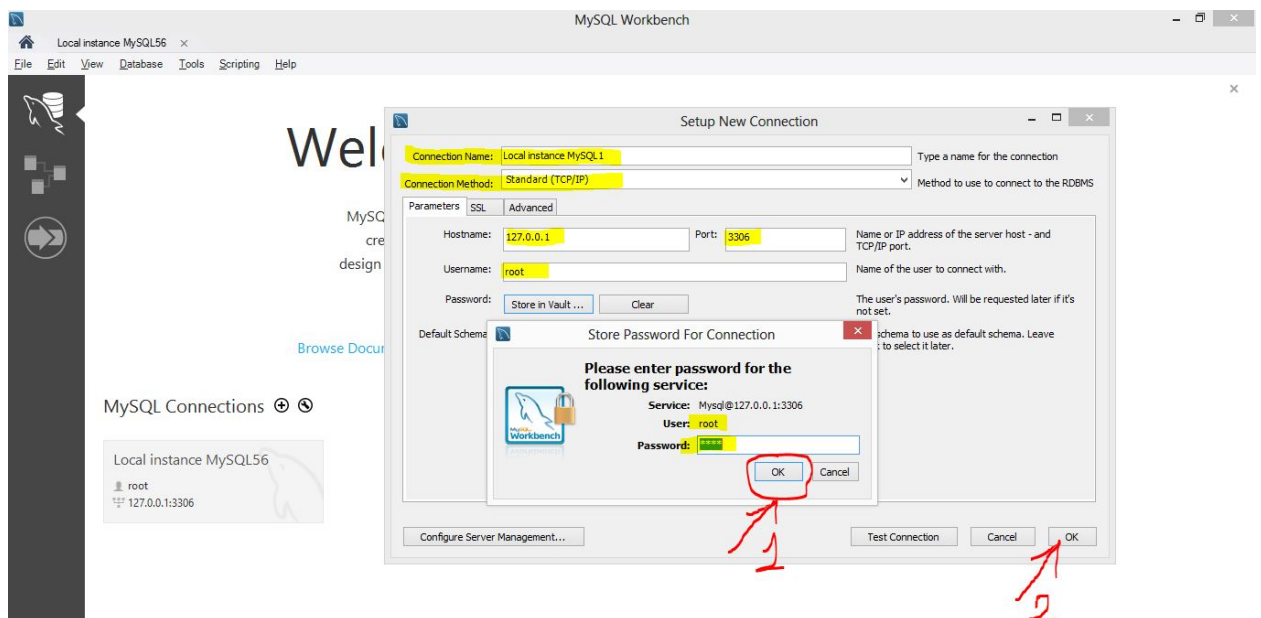 MySQL Workbench
Local instance MySQL56
File Edit View Database Tools Scripting Help
Wel
MySQ
cre
design
Browse Docur
MySQL Connections
Local instance MySQL56
root
127.0.0.1:3306
Setup New Connection
Connection Name: Local instance MySQL1 Type a name for the connection
Connection Method: Standard (TCP/IP) Method to use to connect to the RDBMS
Parameters SSL Advanced
Hostname: 127.0.0.1 Port: 3306 Name or IP address of the server host - and
TCP/IP port.
Username: root Name of the user to connect with.
Password: Store in Vault ... Clear The user's password. Will be requested later if it's
not set.
Default Schema schema to use as default schema. Leave
to select it later.
Store Password For Connection
Please enter password for the
following service:
Service: Mysql@127.0.0.1:3306
User: root
Password: ****
MySQL
Workbench
OK Cancel
Configure Server Management... Test Connection Cancel OK
1
2